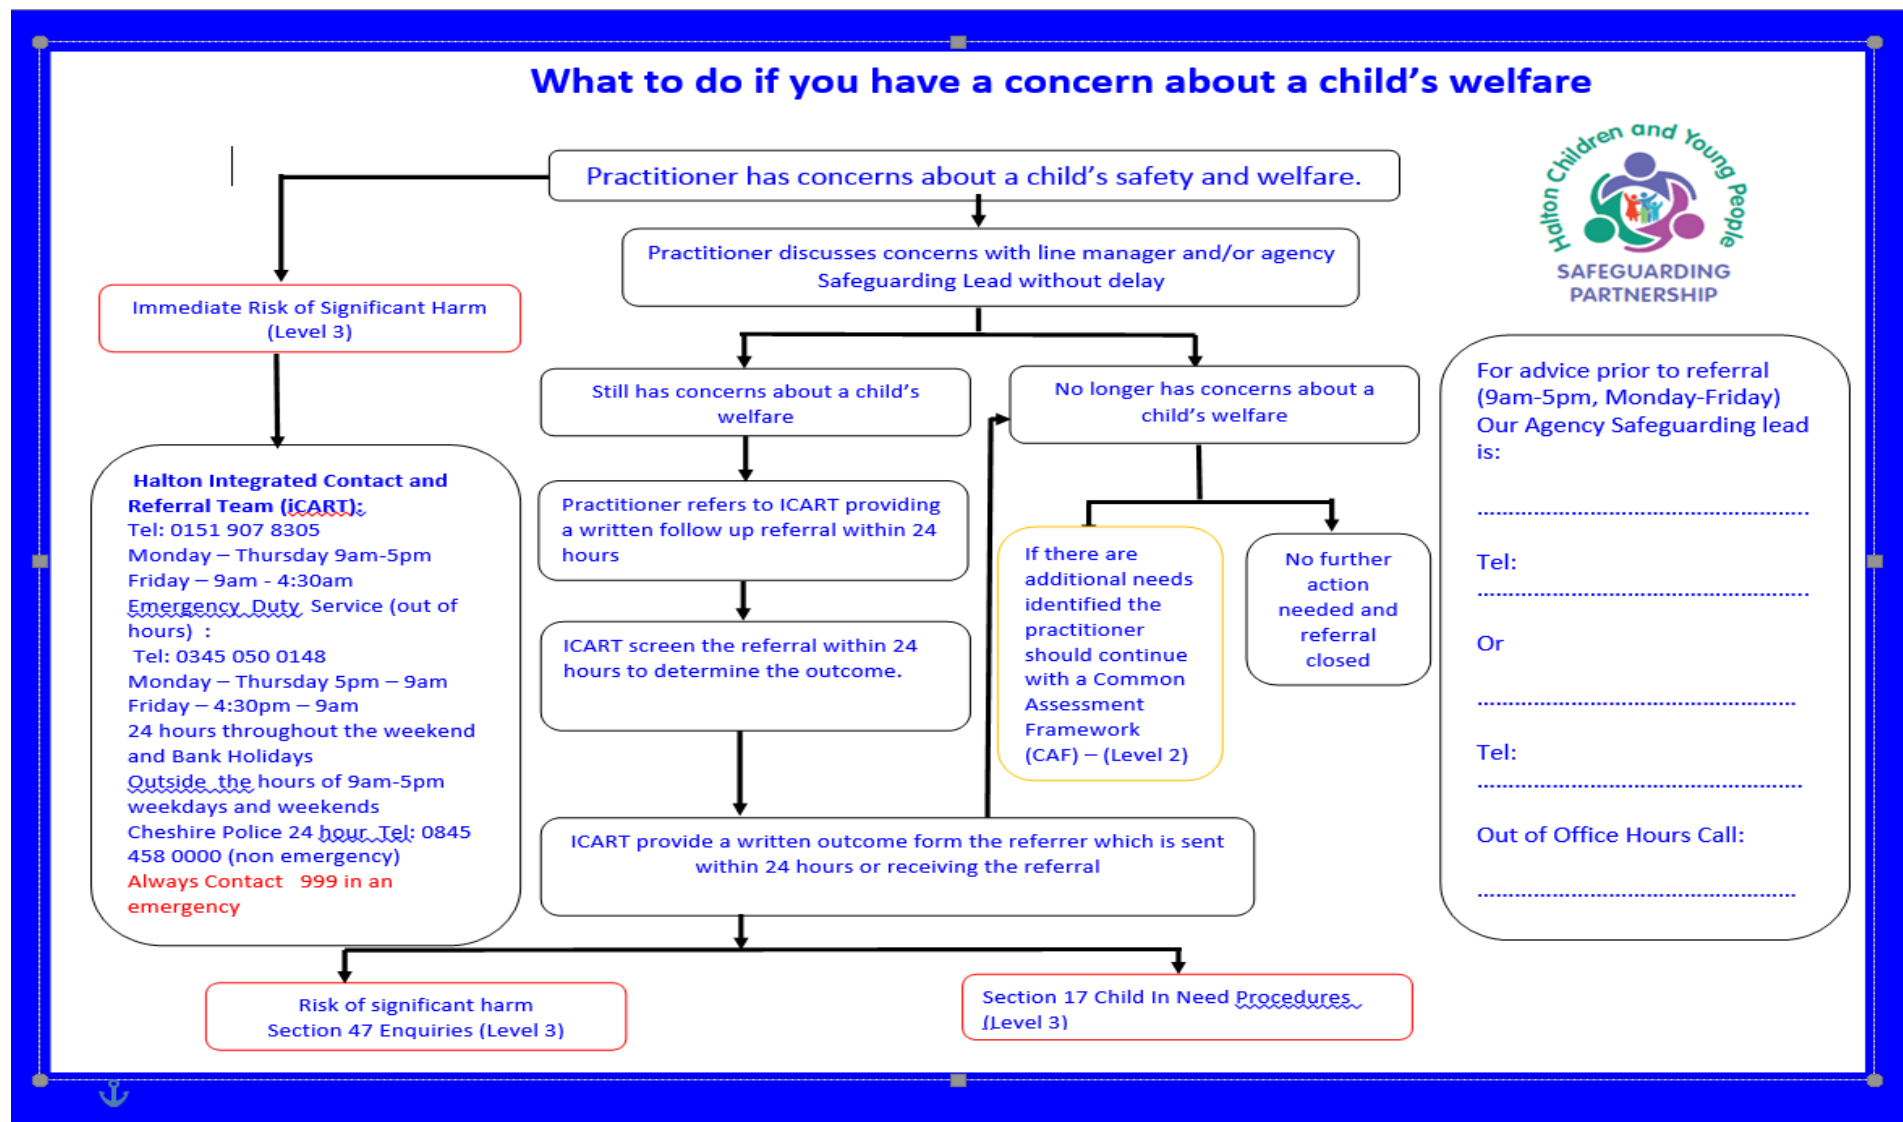 What to do if you have a concern about a child's welfare
Halton Children and Young People
SAFEGUARDING
PARTNERSHIP
Practitioner has concerns about a child's safety and welfare.
Practitioner discusses concerns with line manager and/or agency
Safeguarding Lead without delay
Immediate Risk of Significant Harm
(Level 3)
Halton Integrated Contact and
Referral Team (iCART):
Tel: 0151 907 8305
Monday – Thursday 9am-5pm
Friday – 9am - 4:30am
Emergency Duty Service (out of
hours) :
Tel: 0345 050 0148
Monday – Thursday 5pm – 9am
Friday – 4:30pm – 9am
24 hours throughout the weekend
and Bank Holidays
Outside the hours of 9am-5pm
weekdays and weekends
Cheshire Police 24 hour Tel: 0845
458 0000 (non emergency)
Always Contact 999 in an
emergency
Still has concerns about a child's
welfare
Practitioner refers to ICART providing
a written follow up referral within 24
hours
ICART screen the referral within 24
hours to determine the outcome.
ICART provide a written outcome form the referrer which is sent
within 24 hours or receiving the referral
No longer has concerns about a
child's welfare
If there are
additional needs
identified the
practitioner
should continue
with a Common
Assessment
Framework
(CAF) – (Level 2)
No further
action
needed and
referral
closed
Risk of significant harm
Section 47 Enquiries (Level 3)
Section 17 Child In Need Procedures
(Level 3)
For advice prior to referral
(9am-5pm, Monday-Friday)
Our Agency Safeguarding lead
is:
....................................................
Tel:
....................................................
Or
..................................................
Tel:
...................................................
Out of Office Hours Call:
..................................................